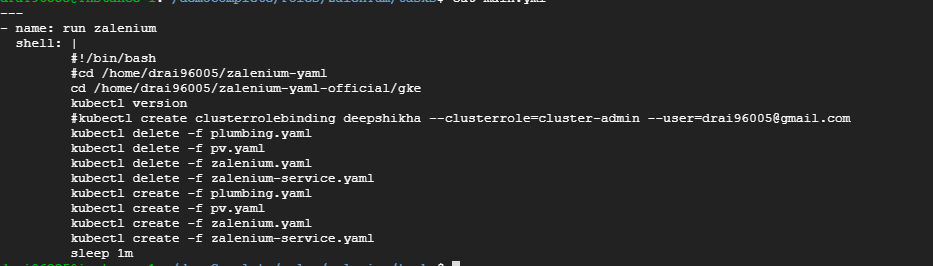 ---
- name: run zalenium
shell: |
#!/bin/bash
#cd /home/drai96005/zalenium-yaml
cd /home/drai96005/zalenium-yaml-official/gke
kubectl version
#kubectl create clusterrolebinding deepshikha --clusterrole=cluster-admin --user=drai96005@gmail.com
kubectl delete -f plumbing.yaml
kubectl delete -f pv.yaml
kubectl delete -f zalenium.yaml
kubectl delete -f zalenium-service.yaml
kubectl create -f plumbing.yaml
kubectl create -f pv.yaml
kubectl create -f zalenium.yaml
kubectl create -f zalenium-service.yaml
sleep 1m